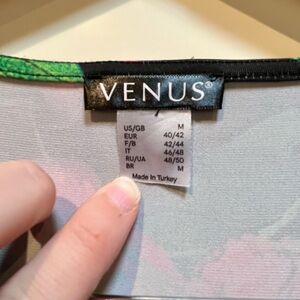 VENUS®
US/GB M
EUR 40/42
F/B 42/44
IT 46/48
RU/UA 48/50
BR M
Made In Turkey